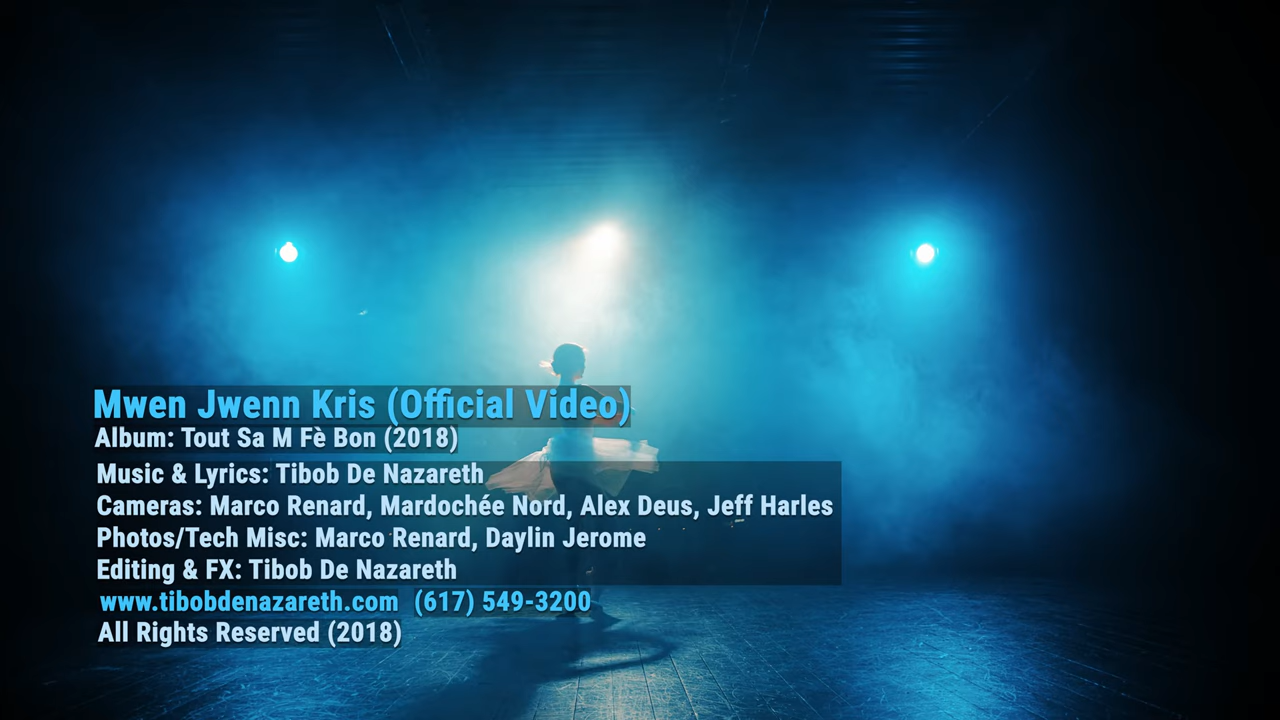 Mwen Jwenn Kris (Official Video)
Album: Tout Sa M Fè Bon (2018)
Music & Lyrics: Tibob De Nazareth
Cameras: Marco Renard, Mardochée Nord, Alex Deus, Jeff Harles
Photos/Tech Misc: Marco Renard, Daylin Jerome
Editing & FX: Tibob De Nazareth
www.tibobdenazareth.com (617) 549-3200
All Rights Reserved (2018)